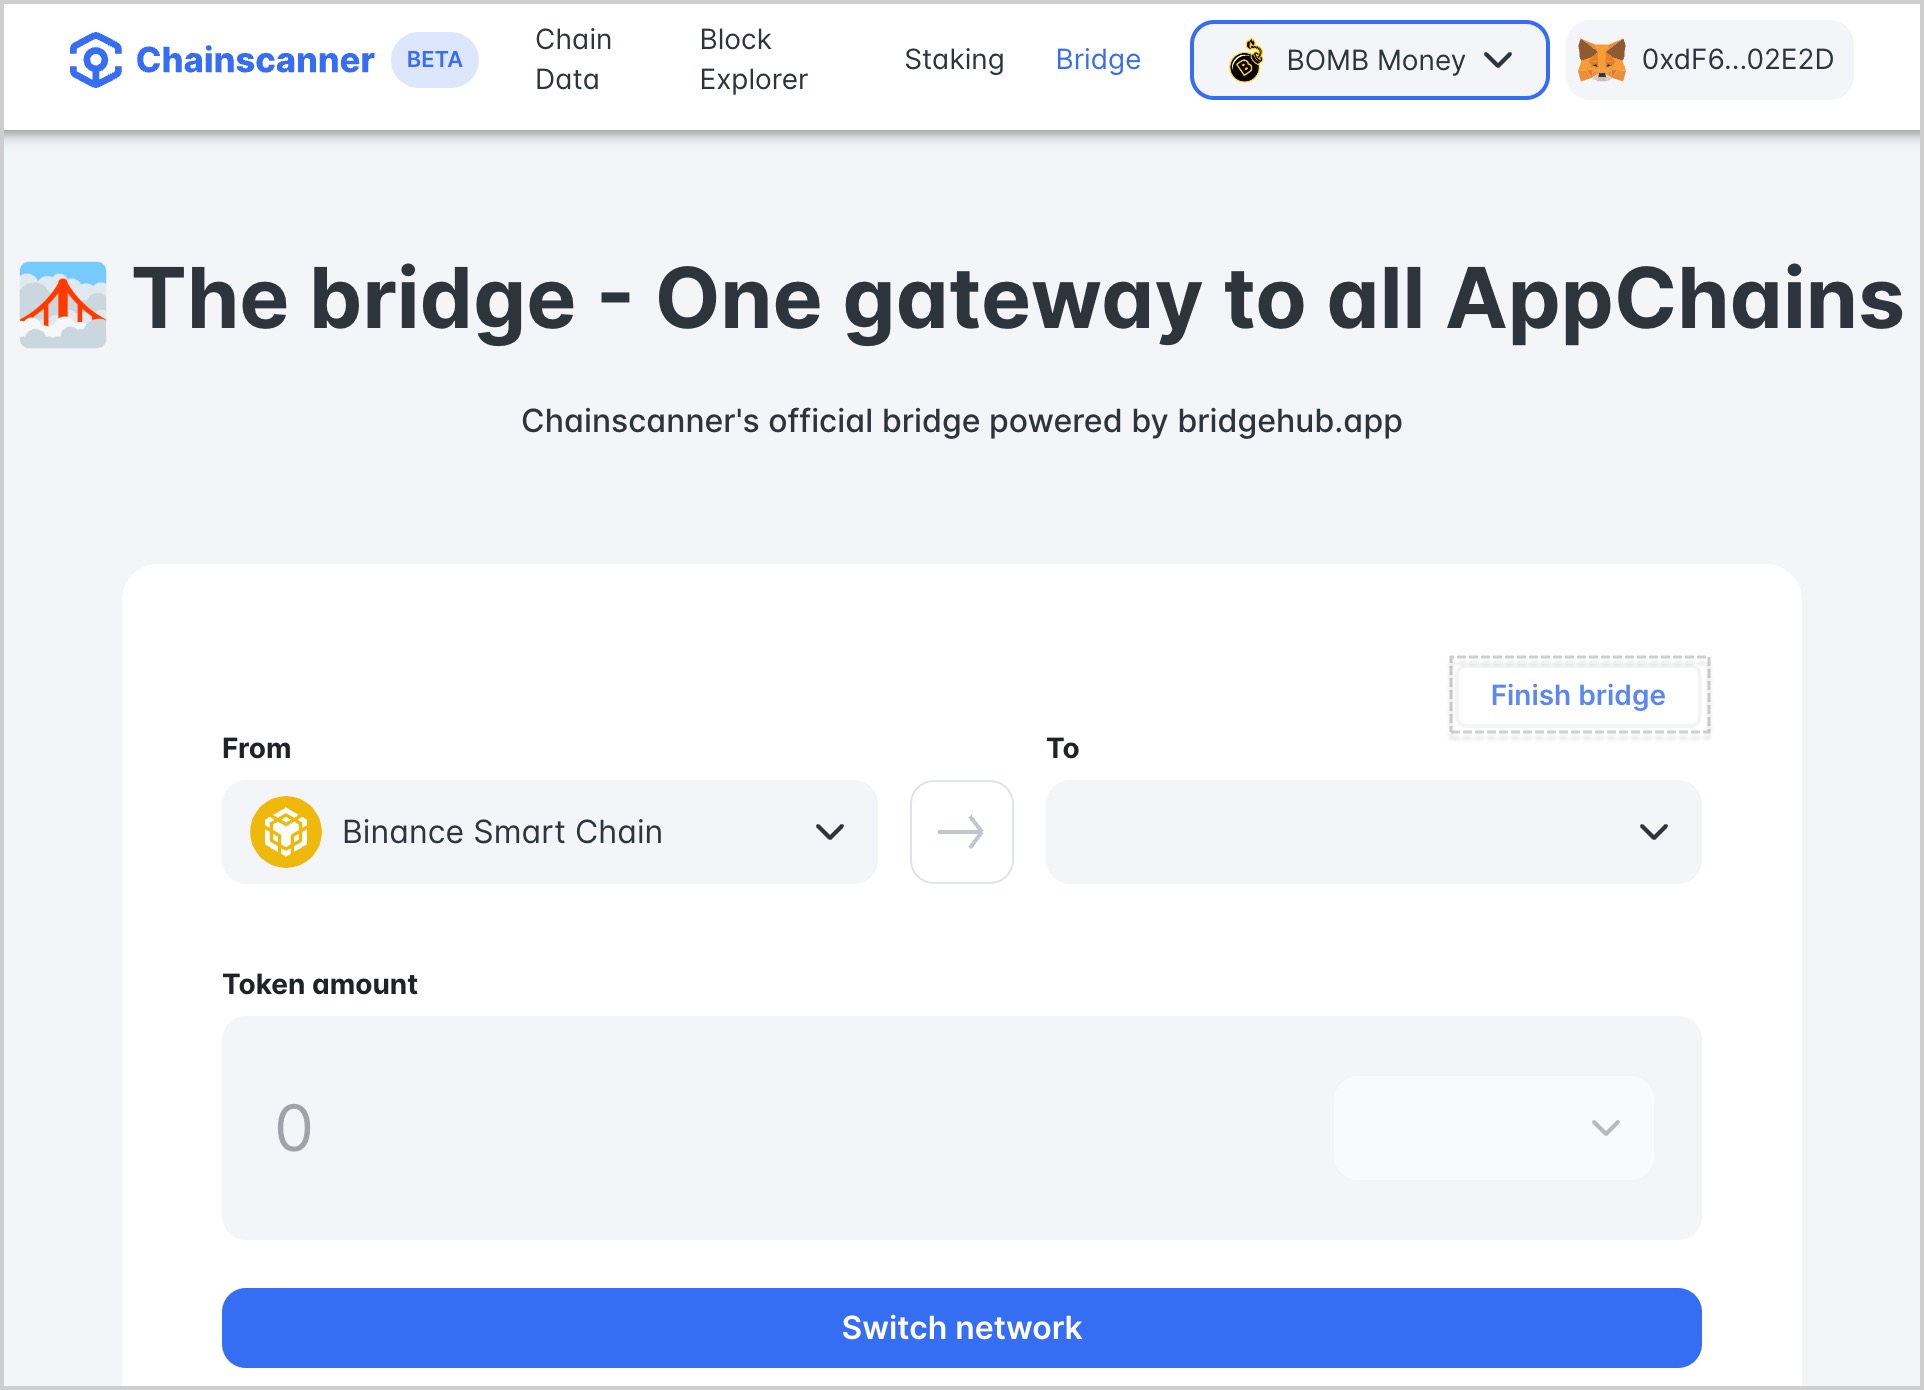 Chainscanner
BETA
Chain
Data
Block
Explorer
Staking
Bridge
BOMB Money
0xdF6...02E2D
The bridge - One gateway to all AppChains
Chainscanner's official bridge powered by bridgehub.app
Finish bridge
From
To
Binance Smart Chain
Token amount
0
Switch network